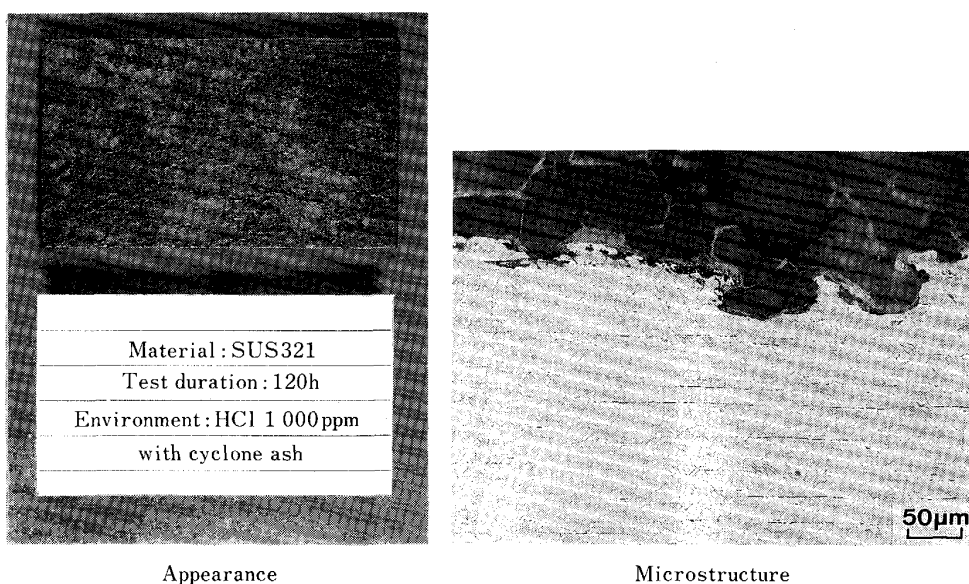 Material : SUS321
Test duration : 120h
Environment : HCl 1 000ppm
with cyclone ash
50μm
Appearance
Microstructure